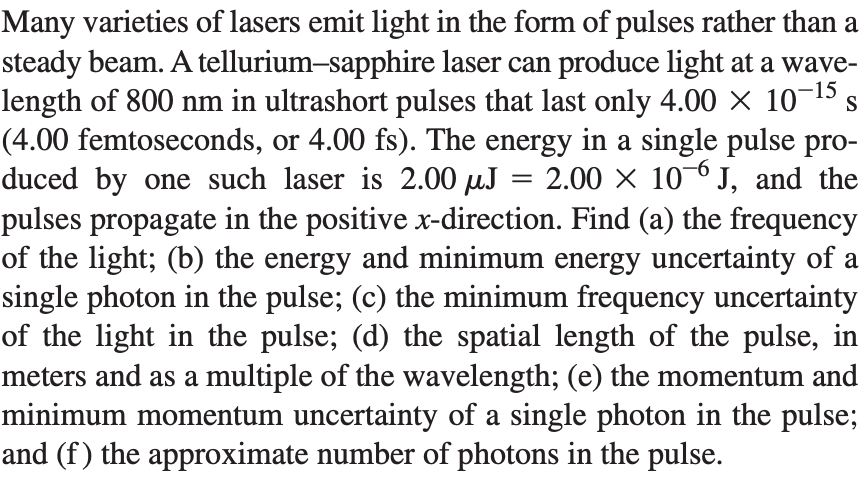 Many varieties of lasers emit light in the form of pulses rather than a
steady beam. A tellurium–sapphire laser can produce light at a wave-
length of 800 nm in ultrashort pulses that last only 4.00 × 10⁻¹⁵ s
(4.00 femtoseconds, or 4.00 fs). The energy in a single pulse pro-
duced by one such laser is 2.00 μJ = 2.00 × 10⁻⁶ J, and the
pulses propagate in the positive x-direction. Find (a) the frequency
of the light; (b) the energy and minimum energy uncertainty of a
single photon in the pulse; (c) the minimum frequency uncertainty
of the light in the pulse; (d) the spatial length of the pulse, in
meters and as a multiple of the wavelength; (e) the momentum and
minimum momentum uncertainty of a single photon in the pulse;
and (f) the approximate number of photons in the pulse.